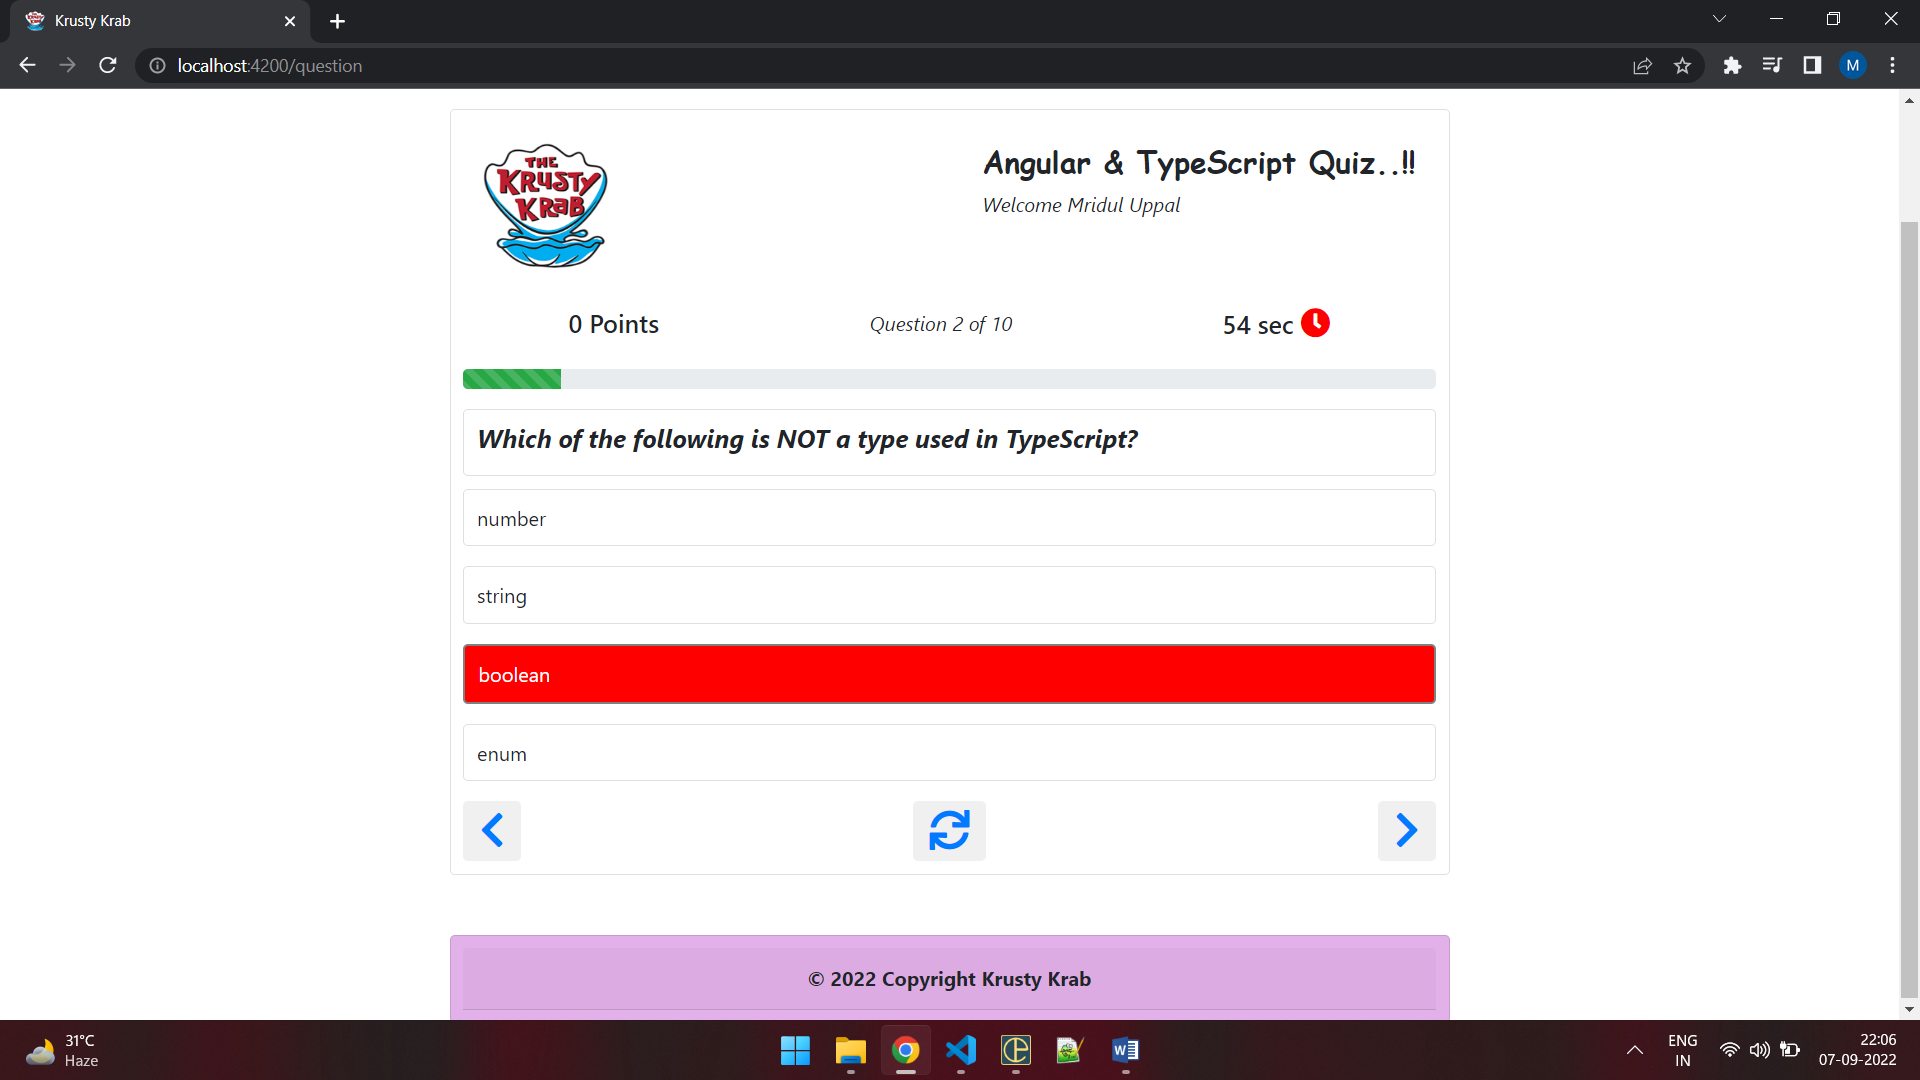 Krusty Krab
localhost:4200/question
M
THE
KRUSTY
KRAB
Angular & TypeScript Quiz..!!
Welcome Mridul Uppal
0 Points
Question 2 of 10
54 sec
Which of the following is NOT a type used in TypeScript?
number
string
boolean
enum
© 2022 Copyright Krusty Krab
31°C
Haze
ENG
IN
22:06
07-09-2022